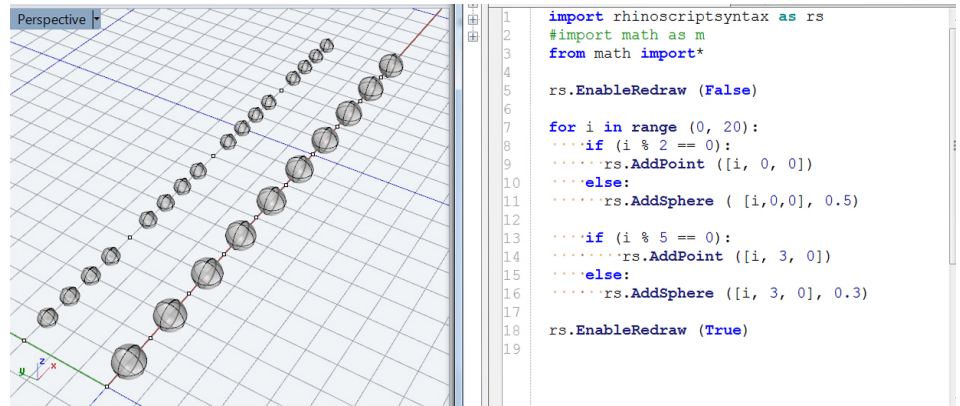 Perspective
y
z
x
1 import rhinoscriptsyntax as rs
2 #import math as m
3 from math import*
4
5 rs.EnableRedraw (False)
6
7 for i in range (0, 20):
8 ····if (i % 2 == 0):
9 ······rs.AddPoint ([i, 0, 0])
10 ····else:
11 ······rs.AddSphere ( [i,0,0], 0.5)
12
13 ····if (i % 5 == 0):
14 ········rs.AddPoint ([i, 3, 0])
15 ····else:
16 ······rs.AddSphere ([i, 3, 0], 0.3)
17
18 rs.EnableRedraw (True)
19